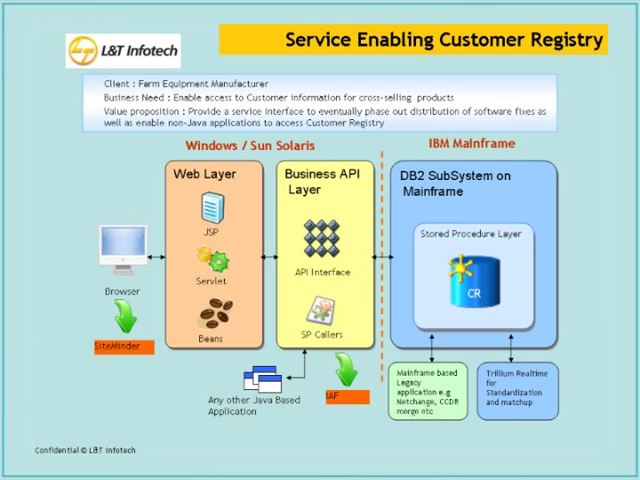 L&T Infotech
Service Enabling Customer Registry
Client : Farm Equipment Manufacturer
Business Need : Enable access to Customer information for cross-selling products
Value proposition : Provide a service interface to eventually phase out distribution of software fixes as
well as enable non-Java applications to access Customer Registry
Windows / Sun Solaris
IBM Mainframe
Web Layer
JSP
Servlet
Beans
Business API
Layer
API Interface
SP Callers
DB2 SubSystem on
Mainframe
Stored Procedure Layer
CR
Browser
SiteMinder
Any other Java Based
Application
IAF
Mainframe based
Legacy
application e.g
Netchange, CCDB
merge etc
Trillium Realtime
for
Standardization
and matchup
Confidential © L&T Infotech